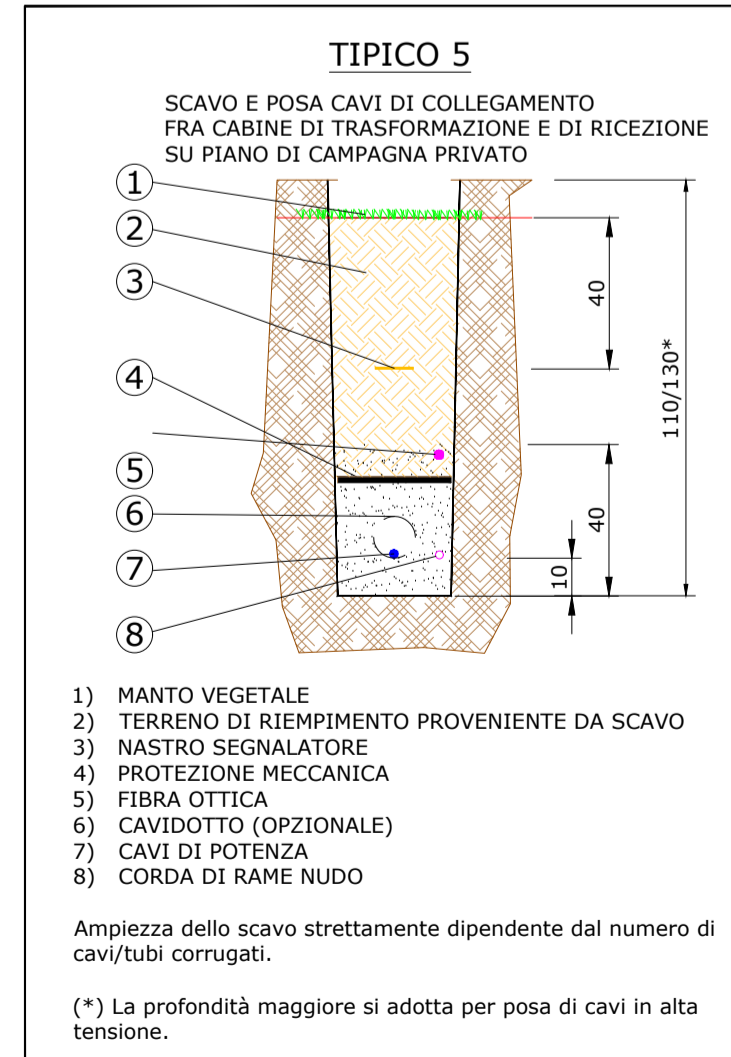 TIPICO 5
SCAVO E POSA CAVI DI COLLEGAMENTO
FRA CABINE DI TRASFORMAZIONE E DI RICEZIONE
SU PIANO DI CAMPAGNA PRIVATO
1
2
3
4
5
6
7
8
40
110/130*
40
10
1) MANTO VEGETALE
2) TERRENO DI RIEMPIMENTO PROVENIENTE DA SCAVO
3) NASTRO SEGNALATORE
4) PROTEZIONE MECCANICA
5) FIBRA OTTICA
6) CAVIDOTTO (OPZIONALE)
7) CAVI DI POTENZA
8) CORDA DI RAME NUDO
Ampiezza dello scavo strettamente dipendente dal numero di
cavi/tubi corrugati.
(*) La profondità maggiore si adotta per posa di cavi in alta
tensione.